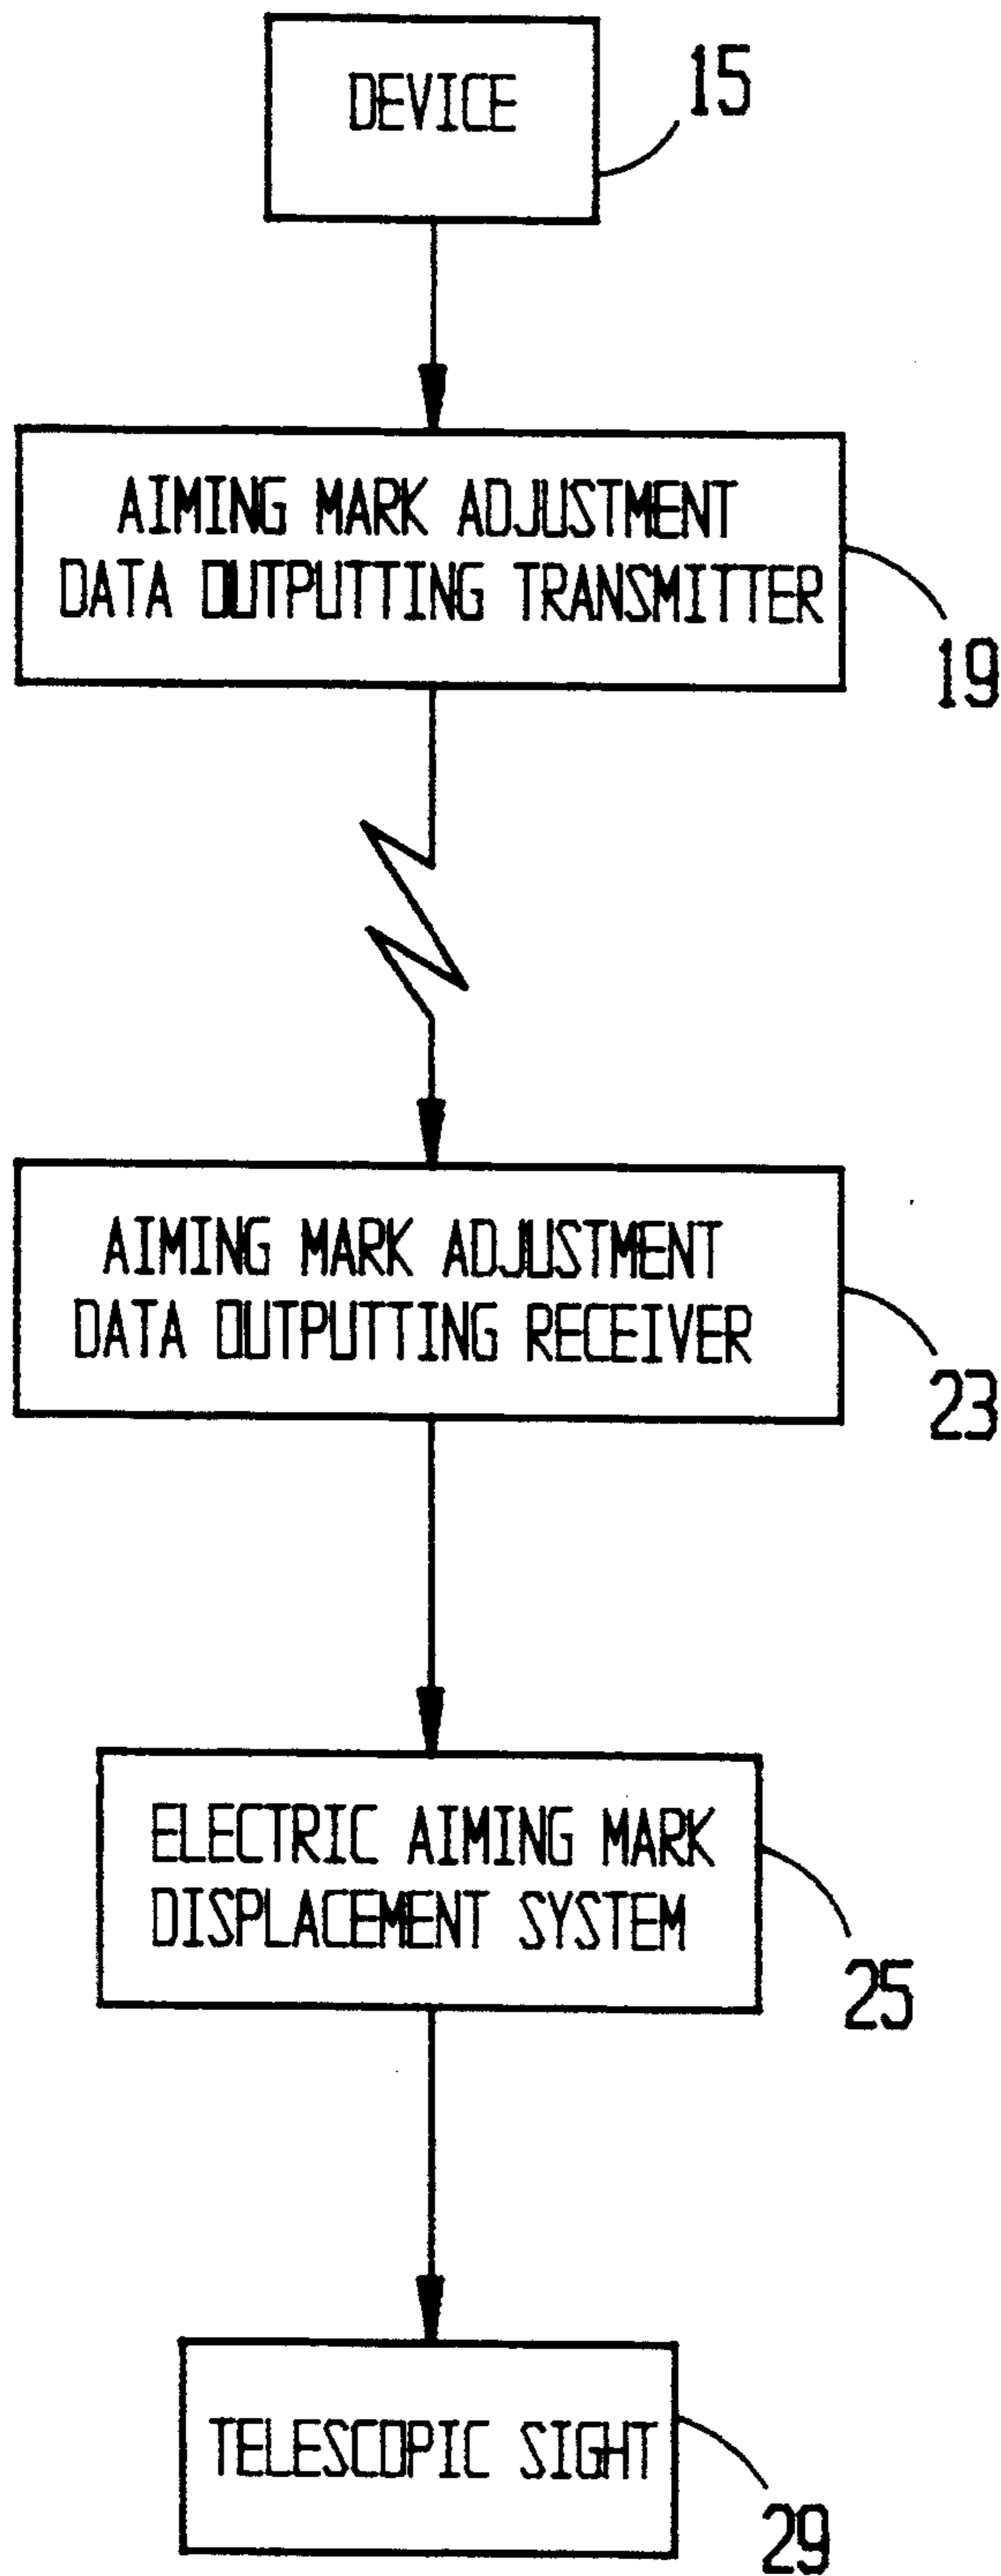 DEVICE
15
AIMING MARK ADJUSTMENT
DATA OUTPUTTING TRANSMITTER
19
AIMING MARK ADJUSTMENT
DATA OUTPUTTING RECEIVER
23
ELECTRIC AIMING MARK
DISPLACEMENT SYSTEM
25
TELESCOPIC SIGHT
29